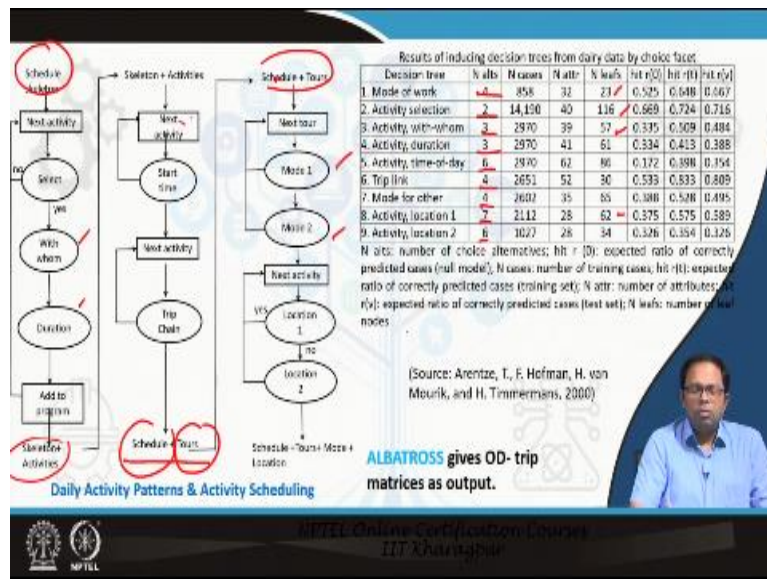 Schedule
skeleton
Next activity
no
Select
yes
With
whom
Duration
Add to
program
Skeleton+
Activities
Skeleton + Activities
Next
activity
Start
time
Next activity
Trip
Chain
Schedule + Tours
Schedule + Tours
Next tour
Mode 1
Mode 2
Next activity
yes
Location
1
no
Location
2
Schedule +Tours+ Mode +
Location
Daily Activity Patterns & Activity Scheduling
Results of inducing decision trees from dairy data by choice facet
Decision tree N alts N cases N attr N leafs hit r(0) hit r(t) hit r(v)
1. Mode of work 4 858 32 23 0.525 0.648 0.667
2. Activity selection 2 14,190 40 116 0.669 0.724 0.716
3. Activity, with-whom 3 2970 39 57 0.335 0.509 0.484
4. Activity, duration 3 2970 41 61 0.334 0.413 0.388
5. Activity, time-of-day 6 2970 62 86 0.172 0.398 0.354
6. Trip link 4 2651 52 30 0.533 0.833 0.809
7. Mode for other 4 2602 35 65 0.388 0.528 0.495
8. Activity, location 1 7 2112 28 62 0.375 0.575 0.589
9. Activity, location 2 6 1027 28 34 0.326 0.354 0.326
N alts: number of choice alternatives; hit r (0): expected ratio of correctly
predicted cases (null model); N cases: number of training cases; hit r(t): expected
ratio of correctly predicted cases (training set); N attr: number of attributes; hit
r(v): expected ratio of correctly predicted cases (test set); N leafs: number of leaf
nodes
(Source: Arentze, T., F. Hofman, H. van
Mourik, and H. Timmermans, 2000)
ALBATROSS gives OD- trip
matrices as output.
NPTEL Online Certification Courses
IIT Kharagpur
NPTEL